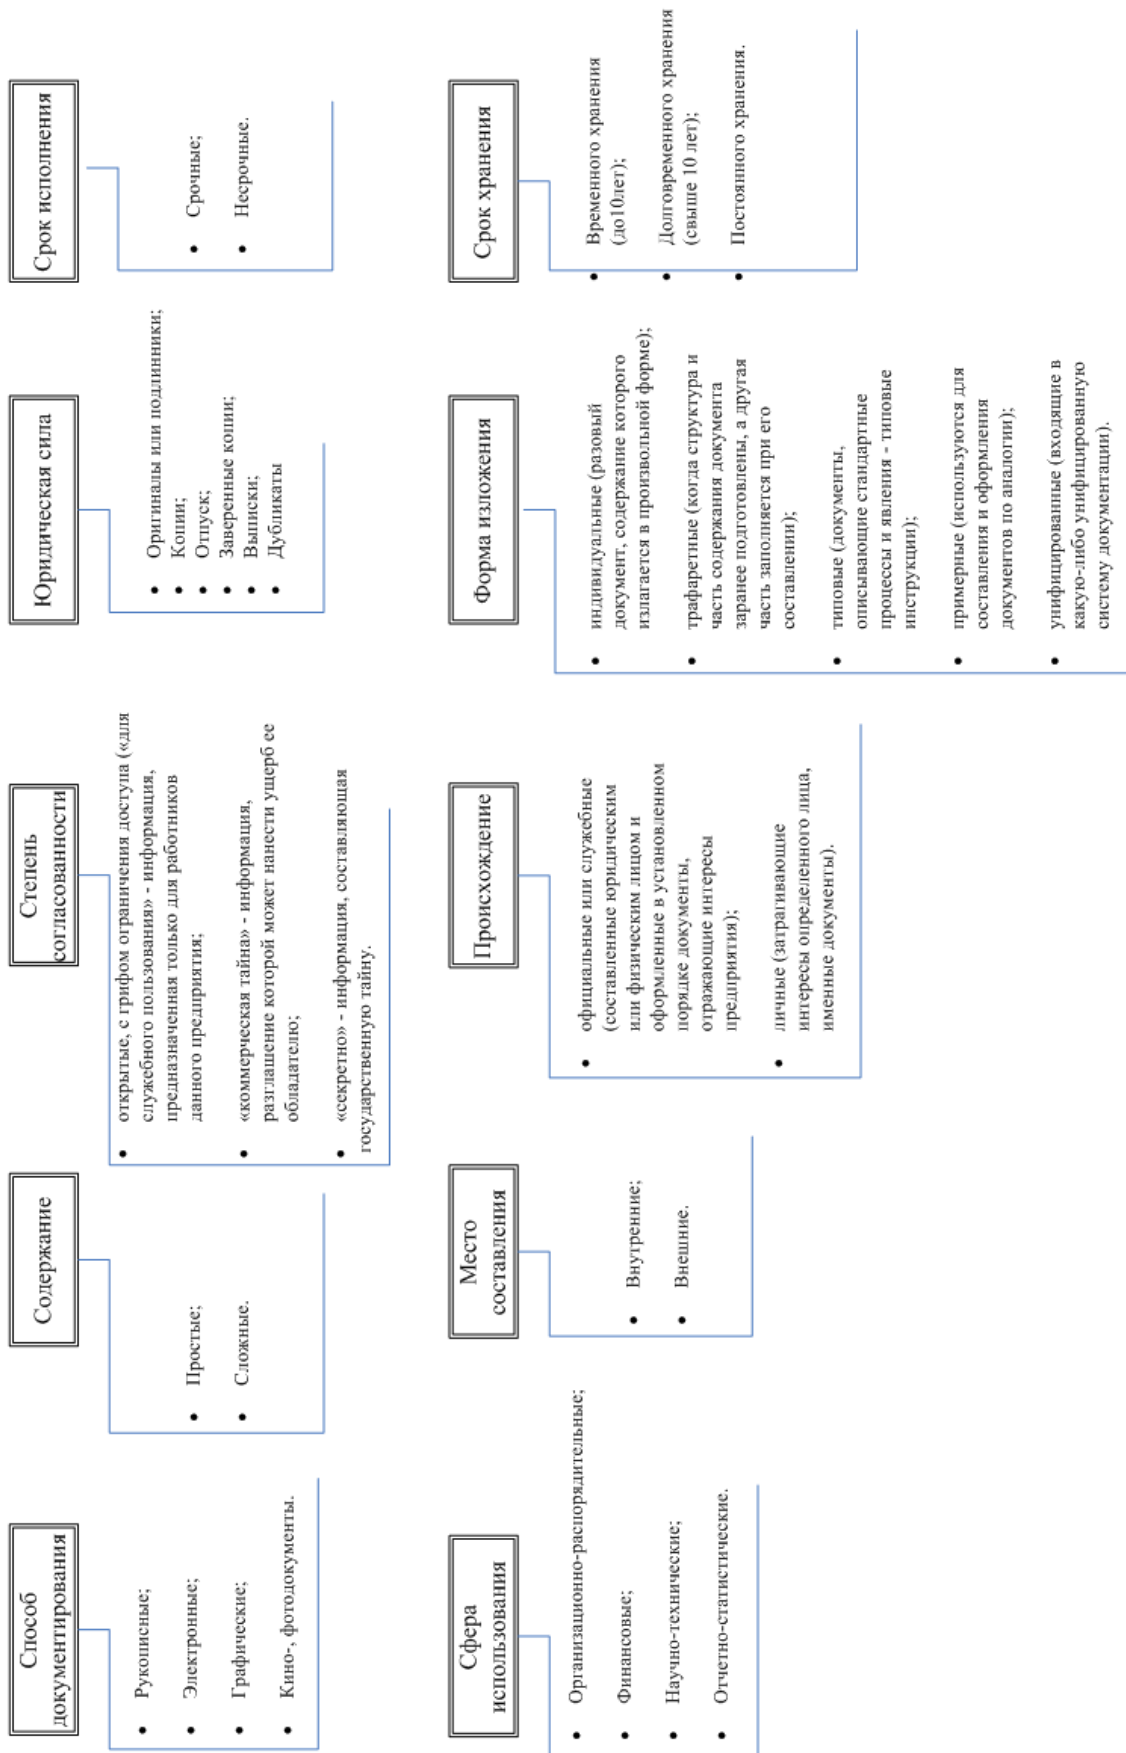 Способ
документирования
Рукописные;
Электронные;
Графические;
Кино-, фотодокументы.
Содержание
Простые;
Сложные.
Степень
согласованности
открытые, с грифом ограничения доступа («для
служебного пользования» - информация,
предназначенная только для работников
данного предприятия;
«коммерческая тайна» - информация,
разглашение которой может нанести ущерб ее
обладателю;
«секретно» - информация, составляющая
государственную тайну.
Юридическая сила
Оригиналы или подлинники;
Копии;
Отпуск;
Заверенные копии;
Выписки;
Дубликаты
Срок исполнения
Срочные;
Несрочные.
Сфера
использования
Организационно-распорядительные;
Финансовые;
Научно-технические;
Отчетно-статистические.
Место
составления
Внутренние;
Внешние.
Происхождение
официальные или служебные
(составленные юридическим
или физическим лицом и
оформленные в установленном
порядке документы,
отражающие интересы
предприятия);
личные (затрагивающие
интересы определенного лица,
именные документы).
Форма изложения
индивидуальные (разовый
документ, содержание которого
излагается в произвольной форме);
трафаретные (когда структура и
часть содержания документа
заранее подготовлены, а другая
часть заполняется при его
составлении);
типовые (документы,
описывающие стандартные
процессы и явления - типовые
инструкции);
примерные (используются для
составления и оформления
документов по аналогии);
унифицированные (входящие в
какую-либо унифицированную
систему документации).
Срок хранения
Временного хранения
(до10лет);
Долговременного хранения
(свыше 10 лет);
Постоянного хранения.